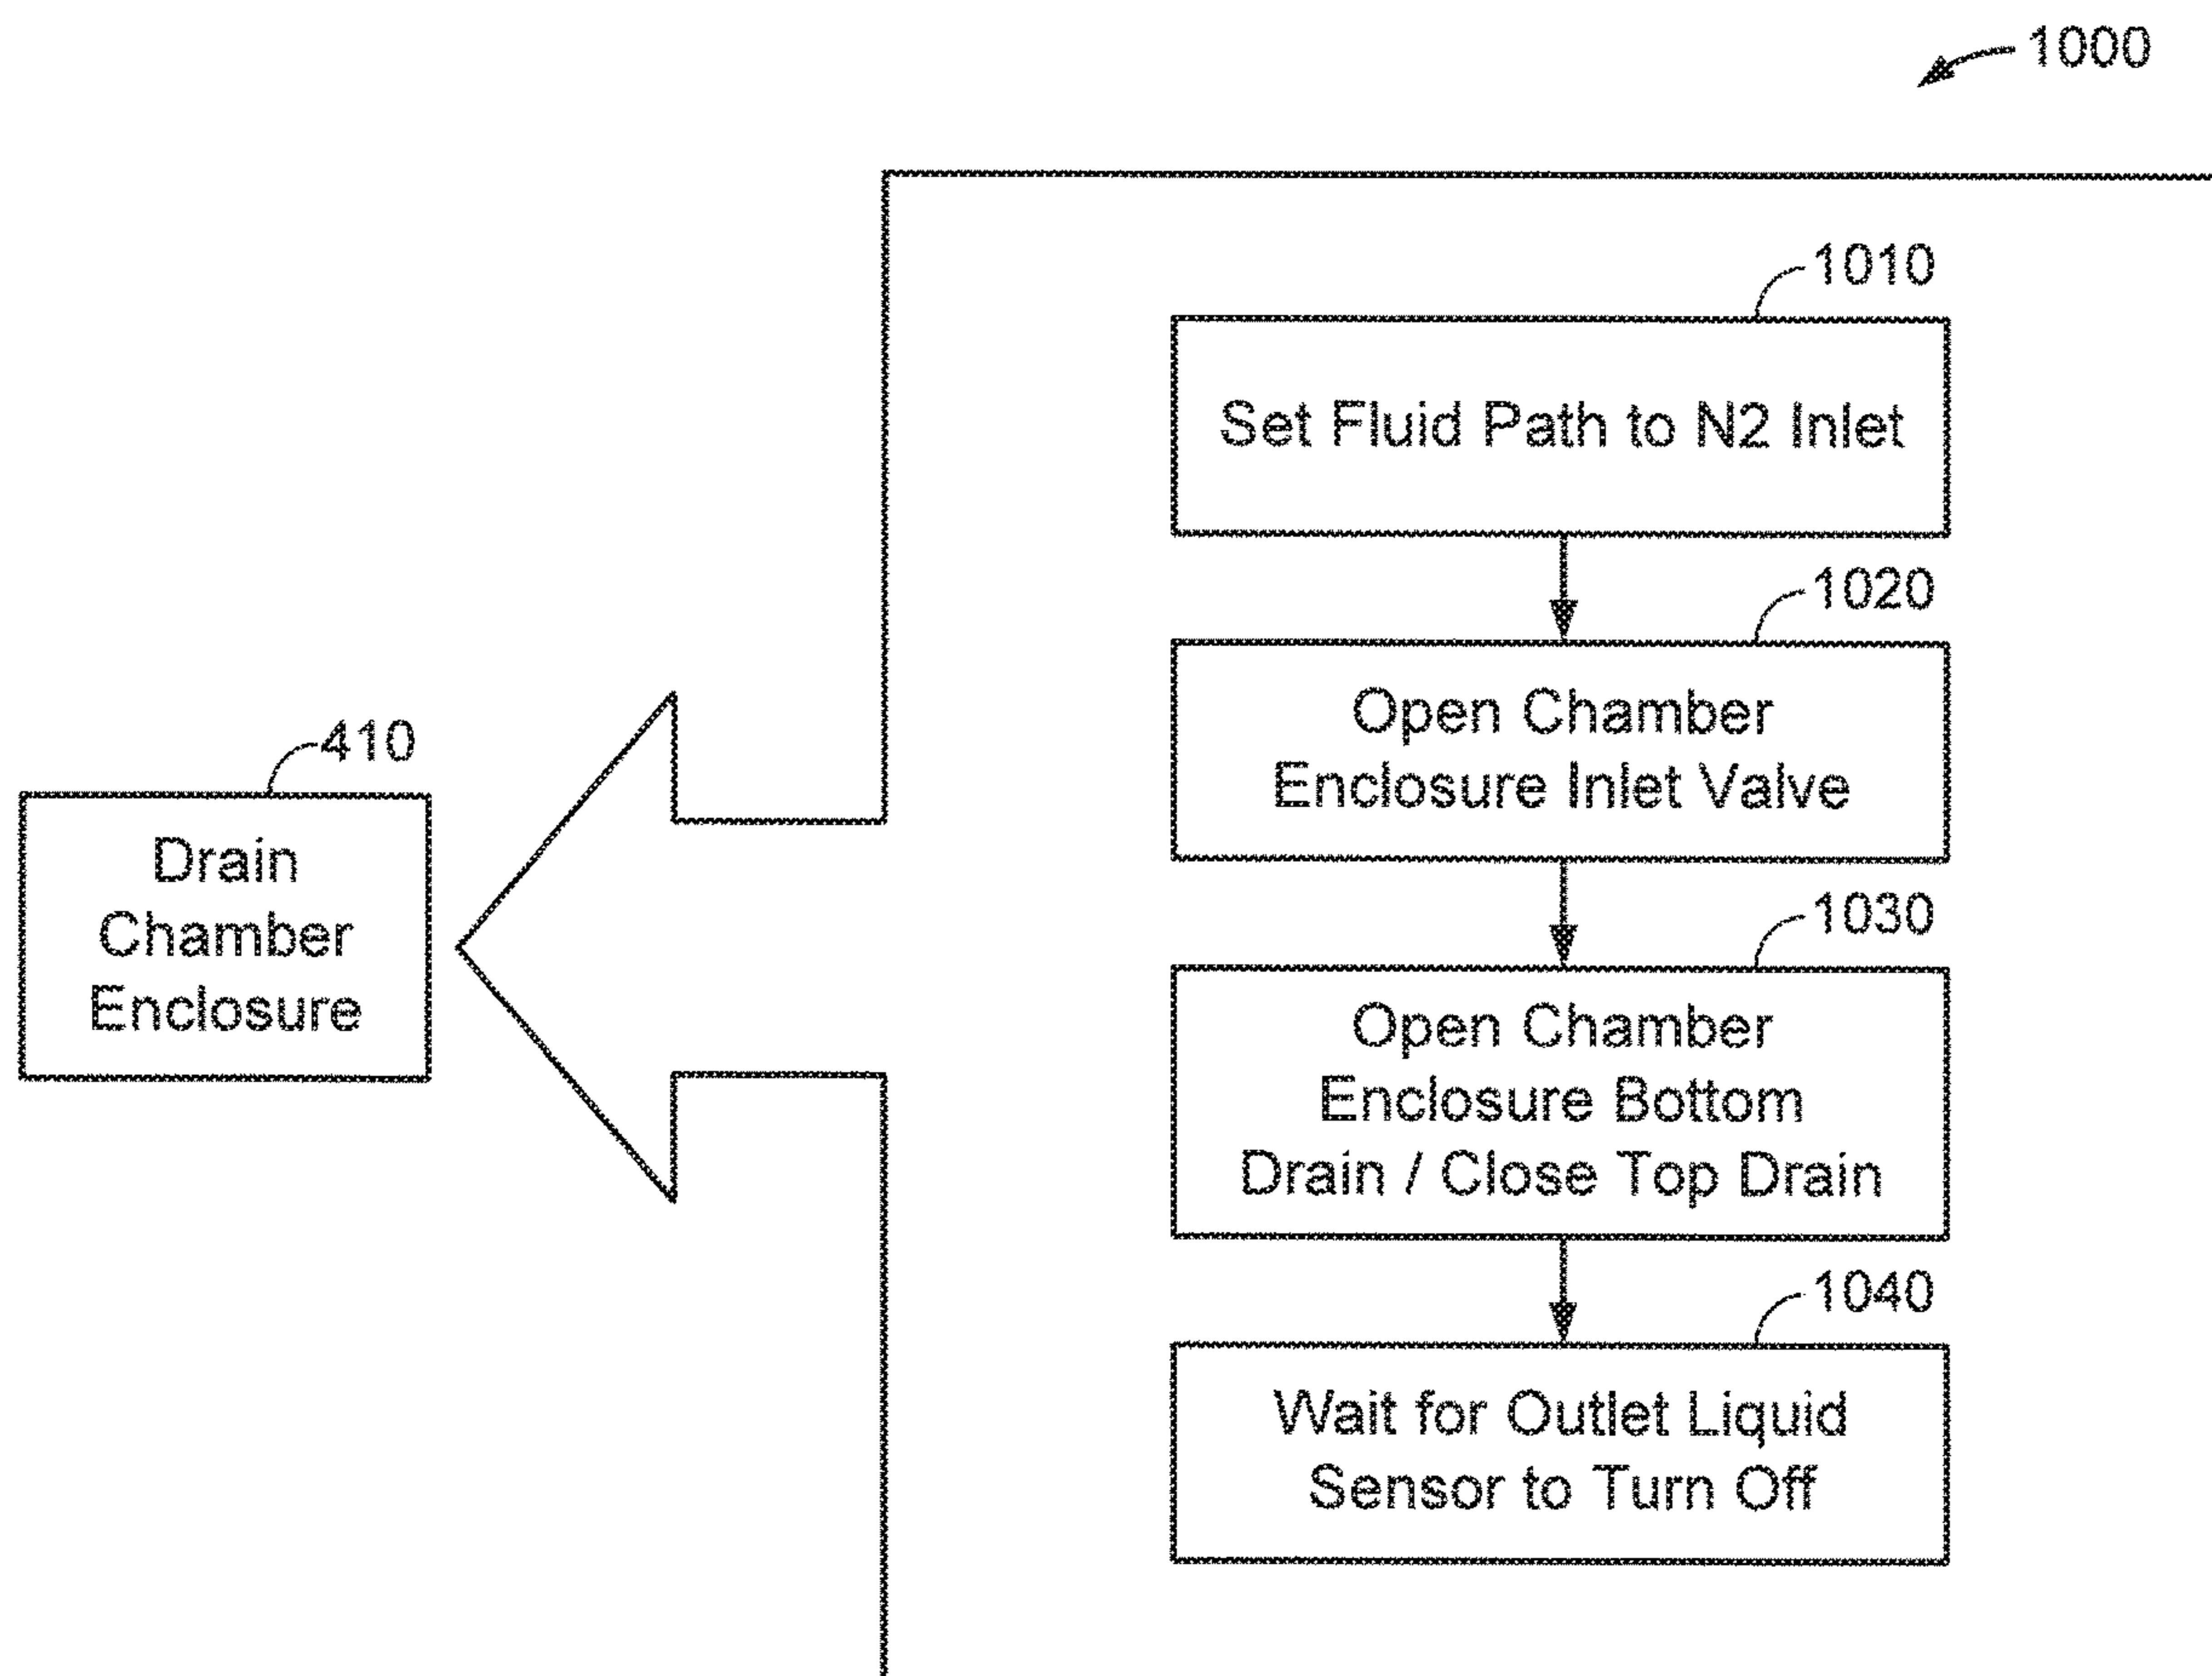 1000
1010
Set Fluid Path to N2 Inlet
1020
Open Chamber
Enclosure Inlet Valve
410
Drain
Chamber
Enclosure
1030
Open Chamber
Enclosure Bottom
Drain / Close Top Drain
1040
Wait for Outlet Liquid
Sensor to Turn Off